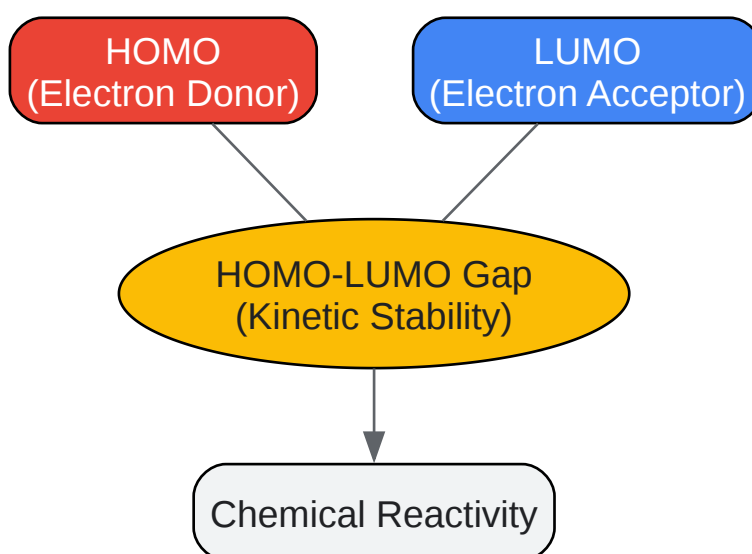 HOMO
(Electron Donor)
LUMO
(Electron Acceptor)
HOMO-LUMO Gap
(Kinetic Stability)
Chemical Reactivity